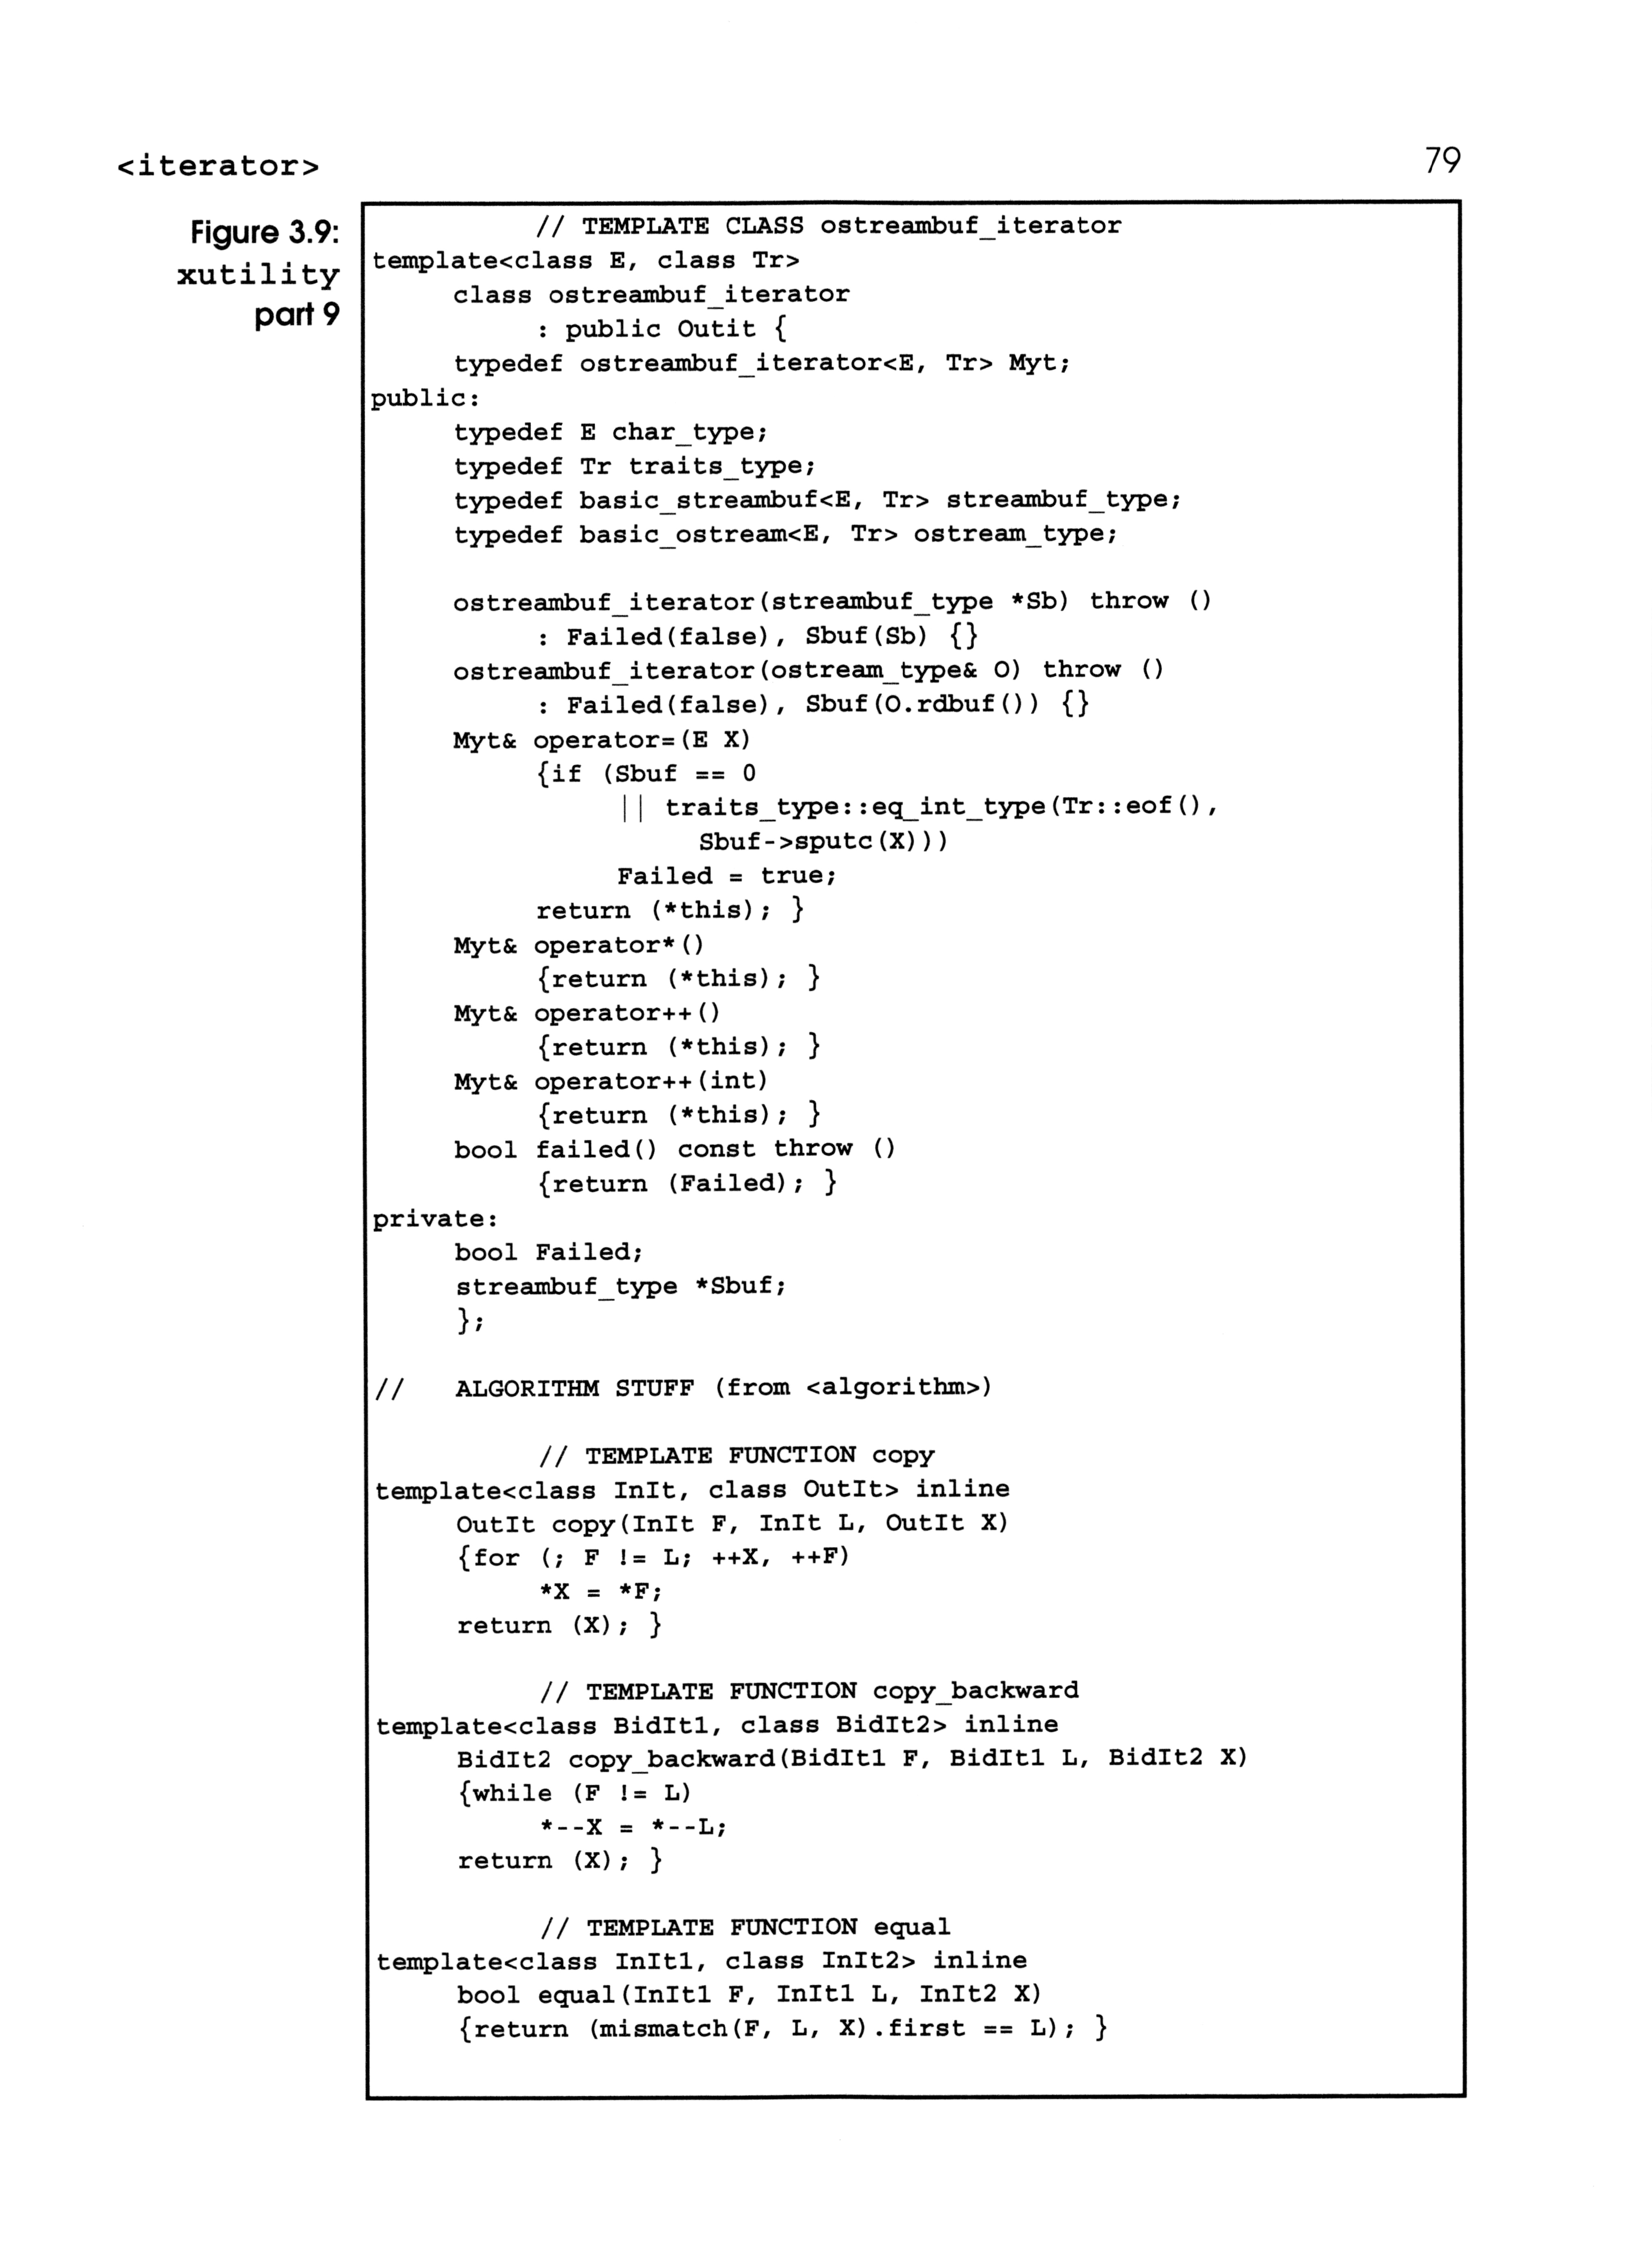 <iterator>
79
Figure 3.9:
xutility
part 9
// TEMPLATE CLASS ostreambuf_iterator
template<class E, class Tr>
class ostreambuf_iterator
: public Outit {
typedef ostreambuf_iterator<E, Tr> Myt;
public:
typedef E char_type;
typedef Tr traits_type;
typedef basic_streambuf<E, Tr> streambuf_type;
typedef basic_ostream<E, Tr> ostream_type;
ostreambuf_iterator(streambuf_type *Sb) throw ()
: Failed(false), Sbuf(Sb) {}
ostreambuf_iterator(ostream_type& O) throw ()
: Failed(false), Sbuf(O.rdbuf()) {}
Myt& operator=(E X)
{if (Sbuf == 0
|| traits_type::eq_int_type(Tr::eof(),
Sbuf->sputc(X)))
Failed = true;
return (*this); }
Myt& operator*()
{return (*this); }
Myt& operator++()
{return (*this); }
Myt& operator++(int)
{return (*this); }
bool failed() const throw ()
{return (Failed); }
private:
bool Failed;
streambuf_type *Sbuf;
};
// ALGORITHM STUFF (from <algorithm>)
// TEMPLATE FUNCTION copy
template<class InIt, class OutIt> inline
OutIt copy(InIt F, InIt L, OutIt X)
{for (; F != L; ++X, ++F)
*X = *F;
return (X); }
// TEMPLATE FUNCTION copy_backward
template<class BidIt1, class BidIt2> inline
BidIt2 copy_backward(BidIt1 F, BidIt1 L, BidIt2 X)
{while (F != L)
*--X = *--L;
return (X); }
// TEMPLATE FUNCTION equal
template<class InIt1, class InIt2> inline
bool equal(InIt1 F, InIt1 L, InIt2 X)
{return (mismatch(F, L, X).first == L); }